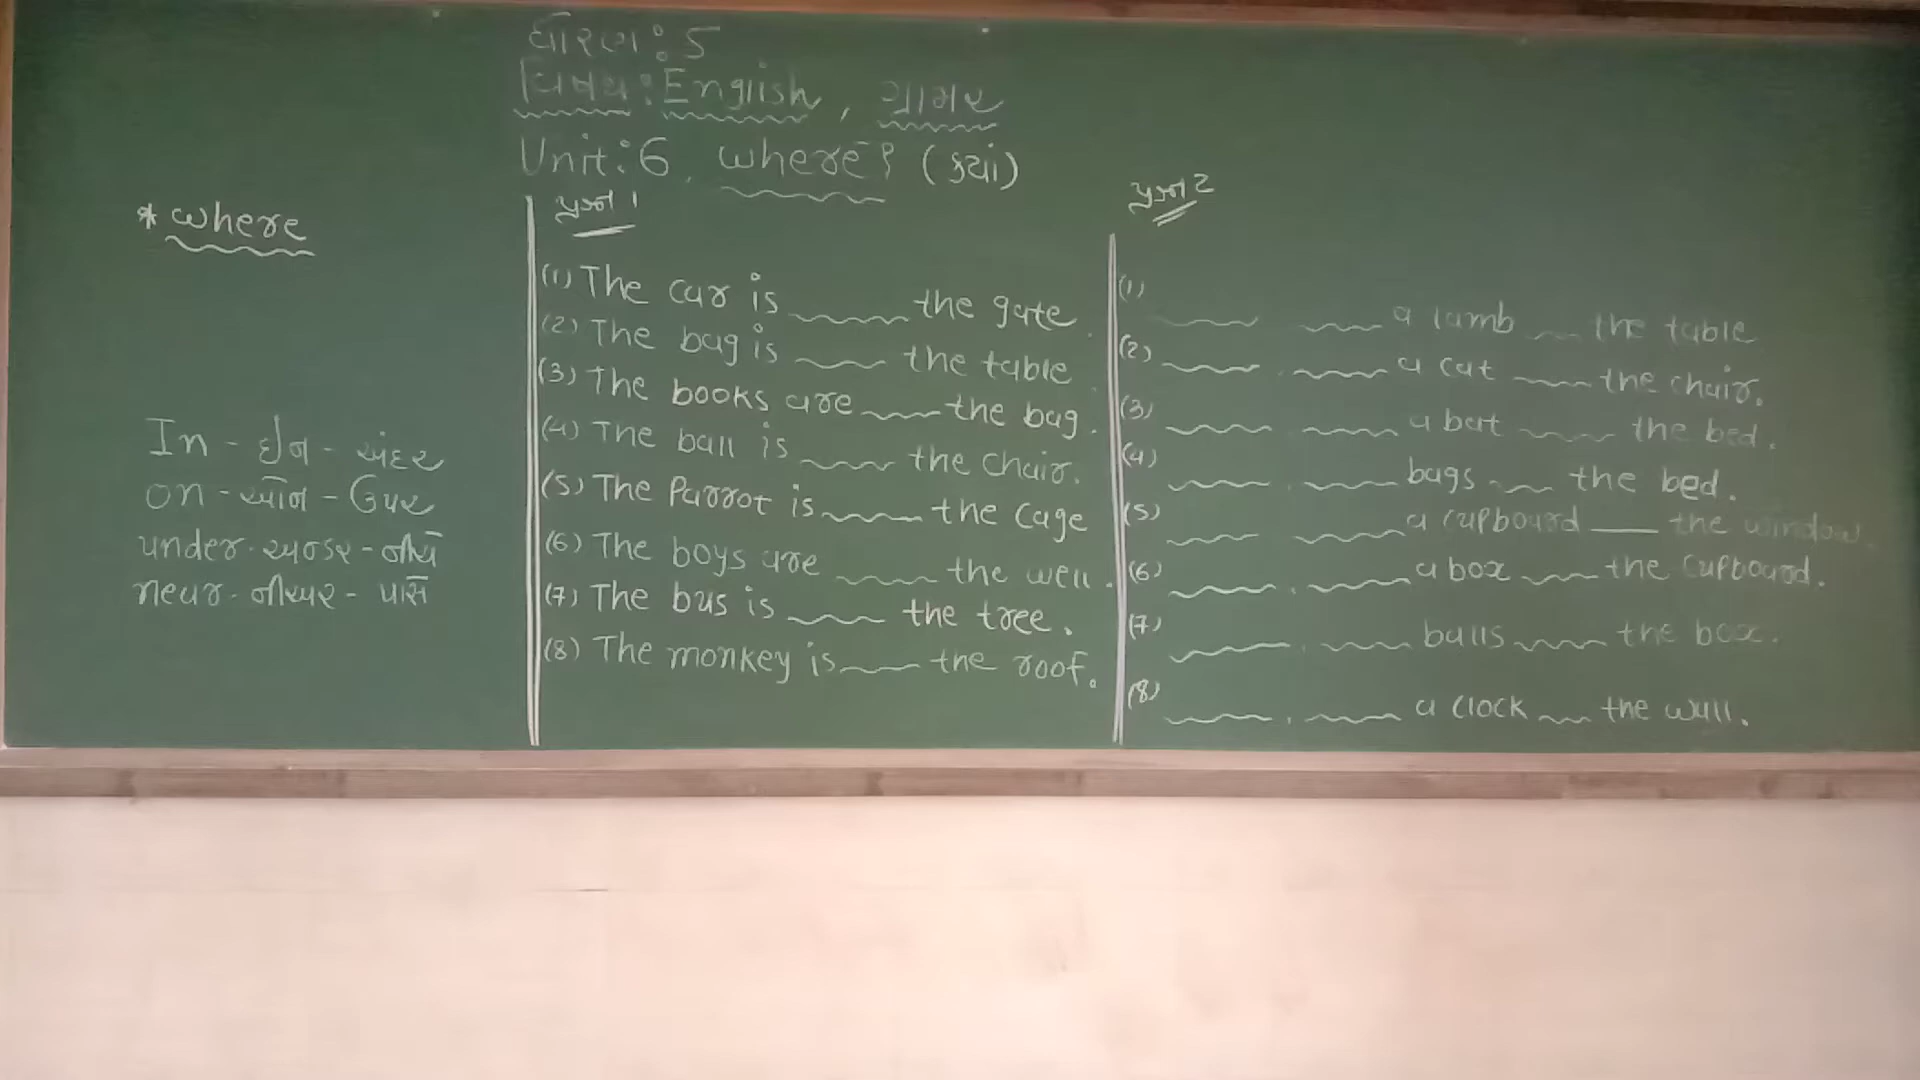 ધોરણ : 5
વિષય : English, ગ્રામર
Unit : 6, where? (ક્યાં)
* where
In - ઇન - અંદર
on - ઓન - ઉપર
under - અન્ડર - નીચે
near - નીયર - પાસે
પ્રશ્ન 1
(1) The car is ____ the gate.
(2) The bag is ____ the table
(3) The books are ____ the bag.
(4) The ball is ____ the chair.
(5) The Parrot is ____ the cage
(6) The boys are ____ the well.
(7) The bus is ____ the tree.
(8) The monkey is ____ the roof.
પ્રશ્ન 2
(1) ____ ____ a lamb ____ the table
(2) ____ . ____ a cat ____ the chair.
(3) ____ ____ a bat ____ the bed.
(4) ____ . ____ bags ____ the bed.
(5) ____ ____ a cupboard ____ the window.
(6) ____ . ____ a box ____ the cupboard.
(7) ____ . ____ balls ____ the box.
(8) ____ . ____ a clock ____ the wall.